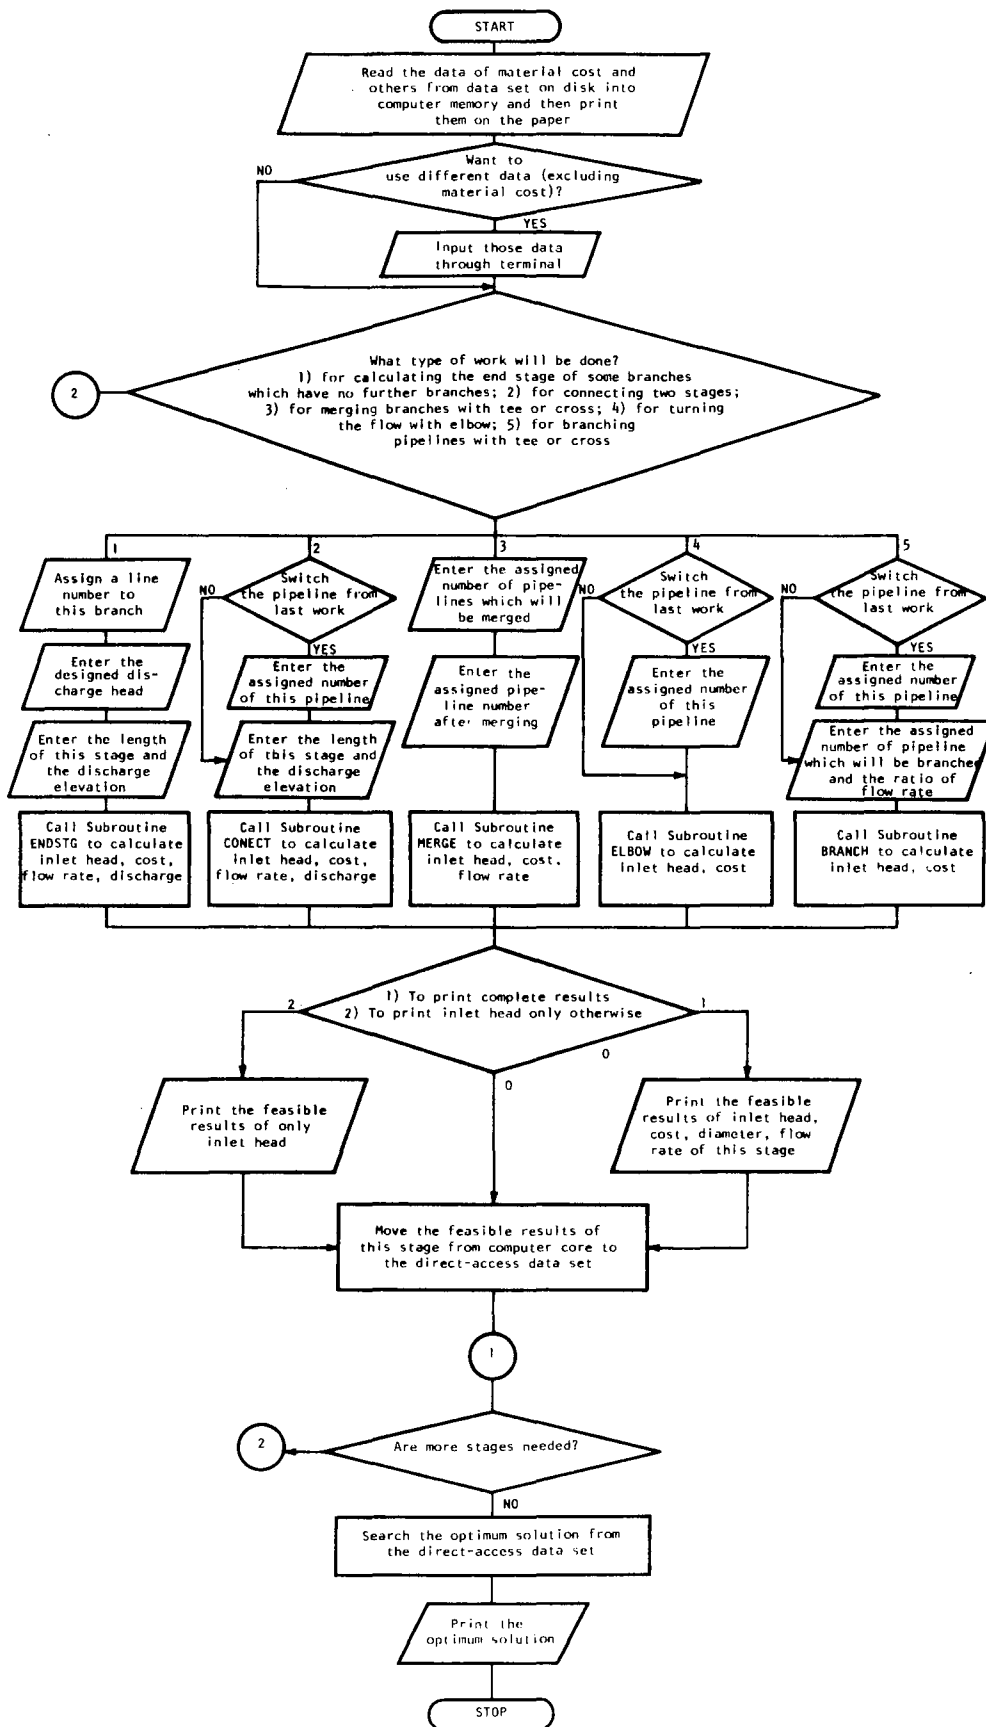 START
Read the data of material cost and
others from data set on disk into
computer memory and then print
them on the paper
Want to
use different data (excluding
material cost)?
NO
YES
Input those data
through terminal
2
What type of work will be done?
1) for calculating the end stage of some branches
which have no further branches; 2) for connecting two stages;
3) for merging branches with tee or cross; 4) for turning
the flow with elbow; 5) for branching
pipelines with tee or cross
1
Assign a line
number to
this branch
Enter the
designed dis-
charge head
Enter the length
of this stage and
the discharge
elevation
Call Subroutine
ENDSTG to calculate
inlet head, cost,
flow rate, discharge
2
Switch
the pipeline from
last work
NO
YES
Enter the
assigned number
of this pipeline
Enter the length
of this stage and
the discharge
elevation
Call Subroutine
CONECT to calculate
inlet head, cost,
flow rate, discharge
3
Enter the assigned
number of pipe-
lines which will
be merged
Enter the
assigned pipe-
line number
after merging
Call Subroutine
MERGE to calculate
inlet head, cost,
flow rate
4
Switch
the pipeline from
last work
NO
YES
Enter the
assigned number
of this
pipeline
Call Subroutine
ELBOW to calculate
inlet head, cost
5
Switch
the pipeline from
last work
NO
YES
Enter the
assigned number
of this pipeline
Enter the assigned
number of pipeline
which will be branched
and the ratio of
flow rate
Call Subroutine
BRANCH to calculate
inlet head, cost
1) To print complete results
2) To print inlet head only otherwise
2
1
0
0
Print the feasible
results of only
inlet head
Print the feasible
results of inlet head,
cost, diameter, flow
rate of this stage
Move the feasible results of
this stage from computer core to
the direct-access data set
1
2
Are more stages needed?
NO
Search the optimum solution from
the direct-access data set
Print the
optimum solution
STOP